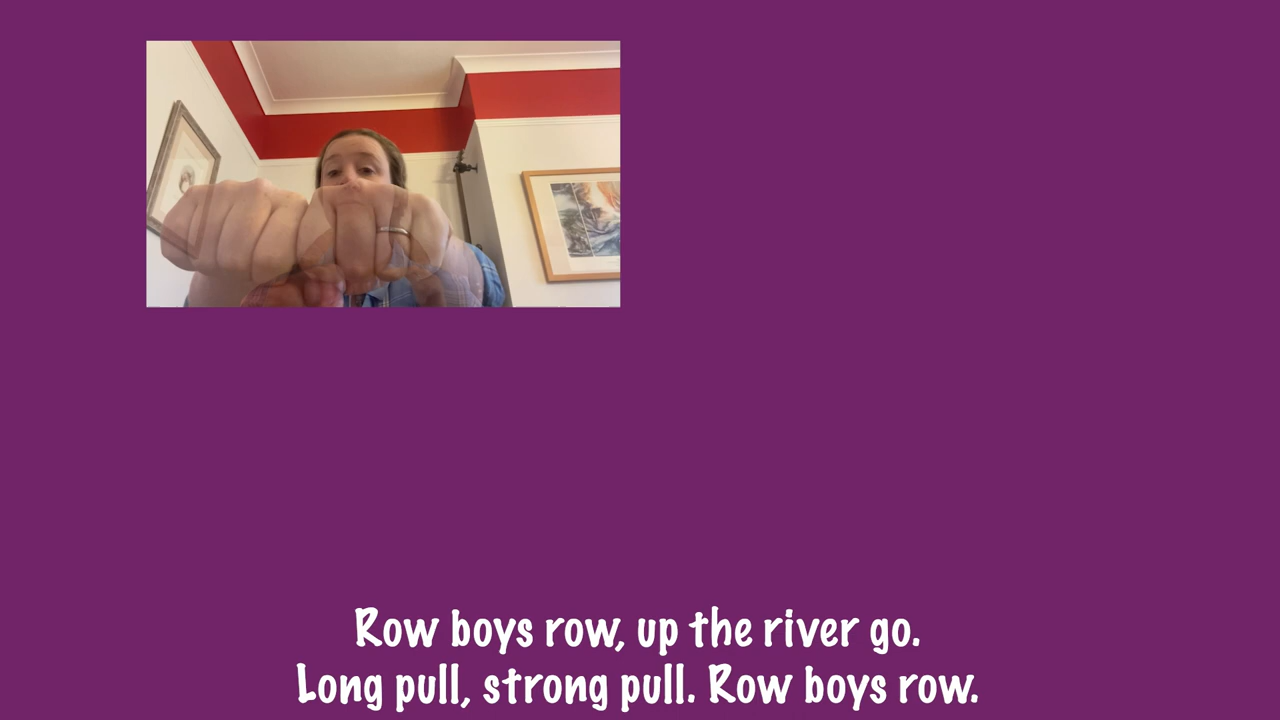 Row boys row, up the river go.
Long pull, strong pull. Row boys row.